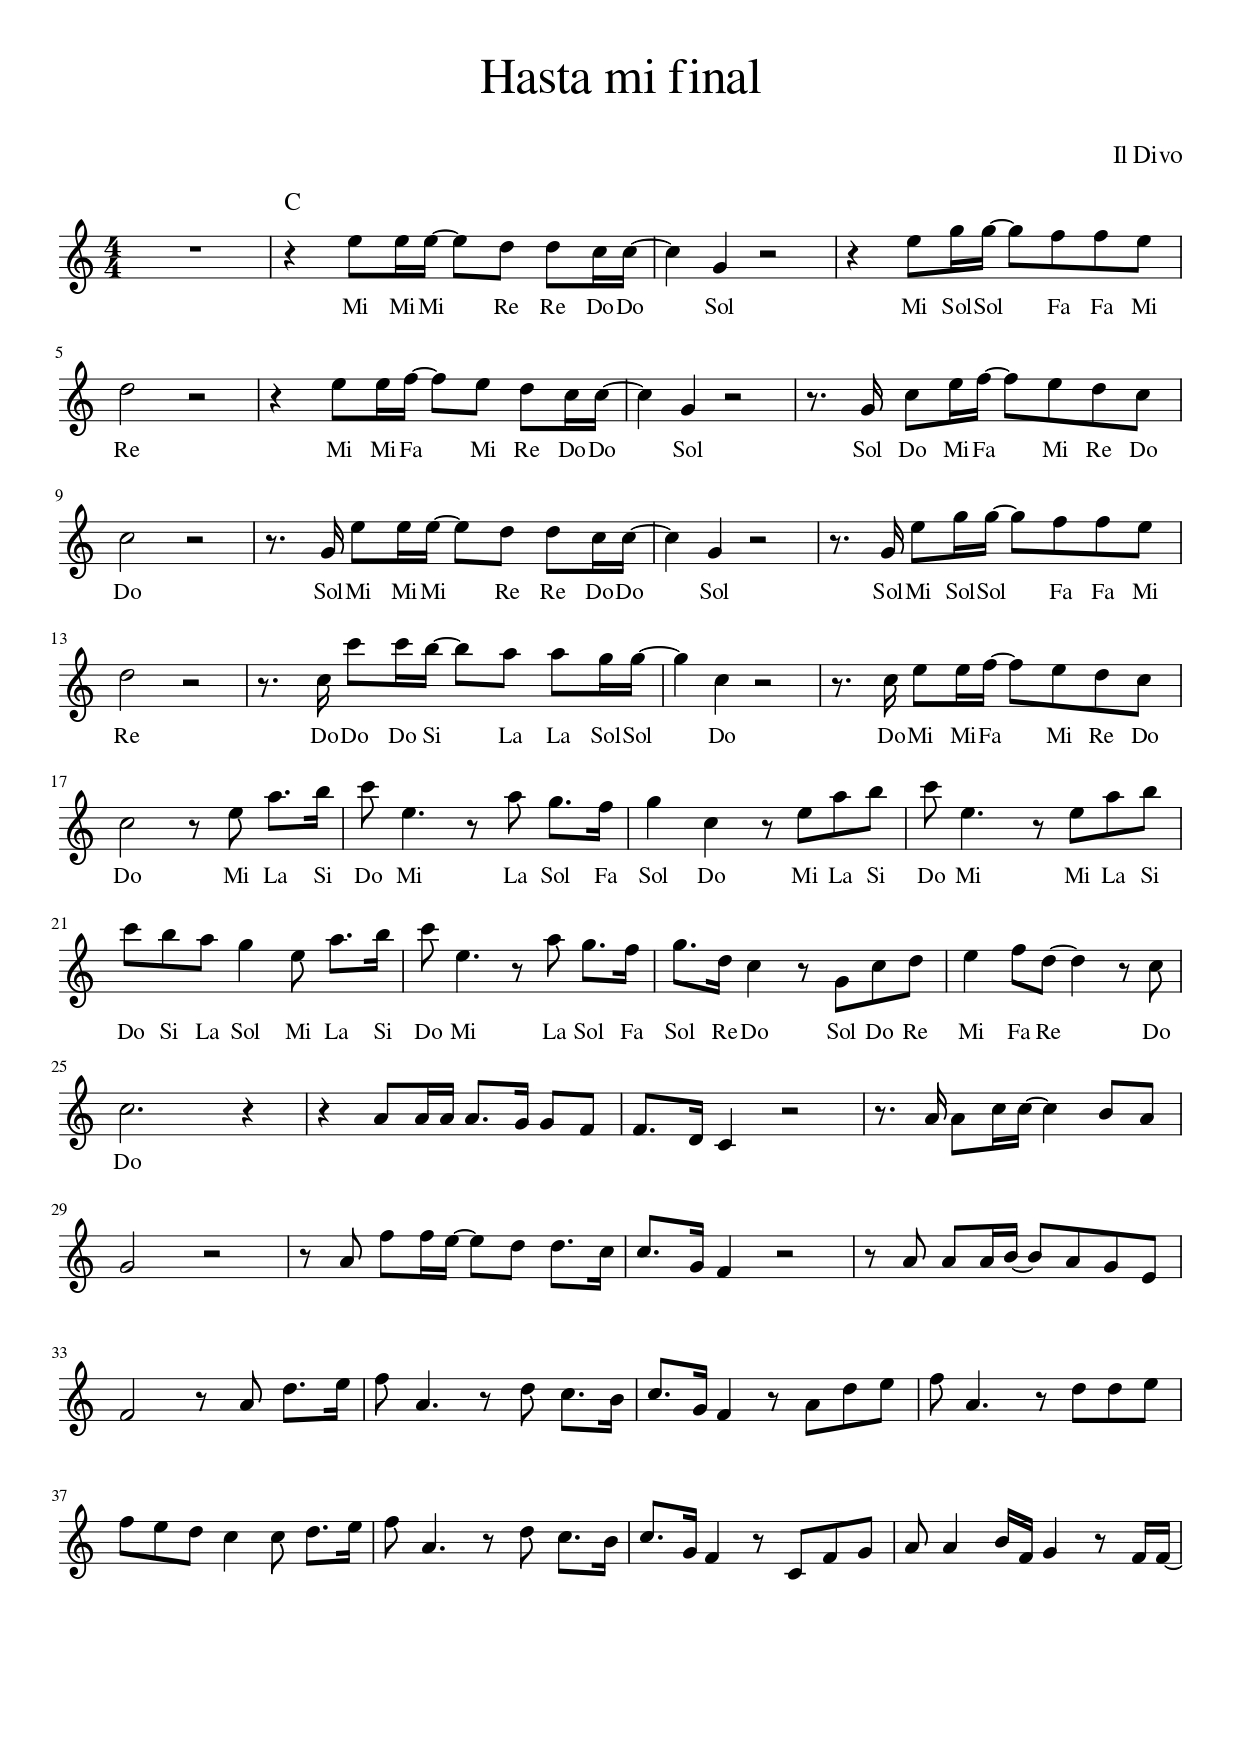 Hasta mi final
Il Divo
C
4
4
Mi Mi Mi Re Re Do Do Sol Mi Sol Sol Fa Fa Mi
5
Re Mi Mi Fa Mi Re Do Do Sol Sol Do Mi Fa Mi Re Do
9
Do Sol Mi Mi Mi Re Re Do Do Sol Sol Mi Sol Sol Fa Fa Mi
13
Re Do Do Do Si La La Sol Sol Do Do Mi Mi Fa Mi Re Do
17
Do Mi La Si Do Mi La Sol Fa Sol Do Mi La Si Do Mi Mi La Si
21
Do Si La Sol Mi La Si Do Mi La Sol Fa Sol Re Do Sol Do Re Mi Fa Re Do
25
Do
29
33
37